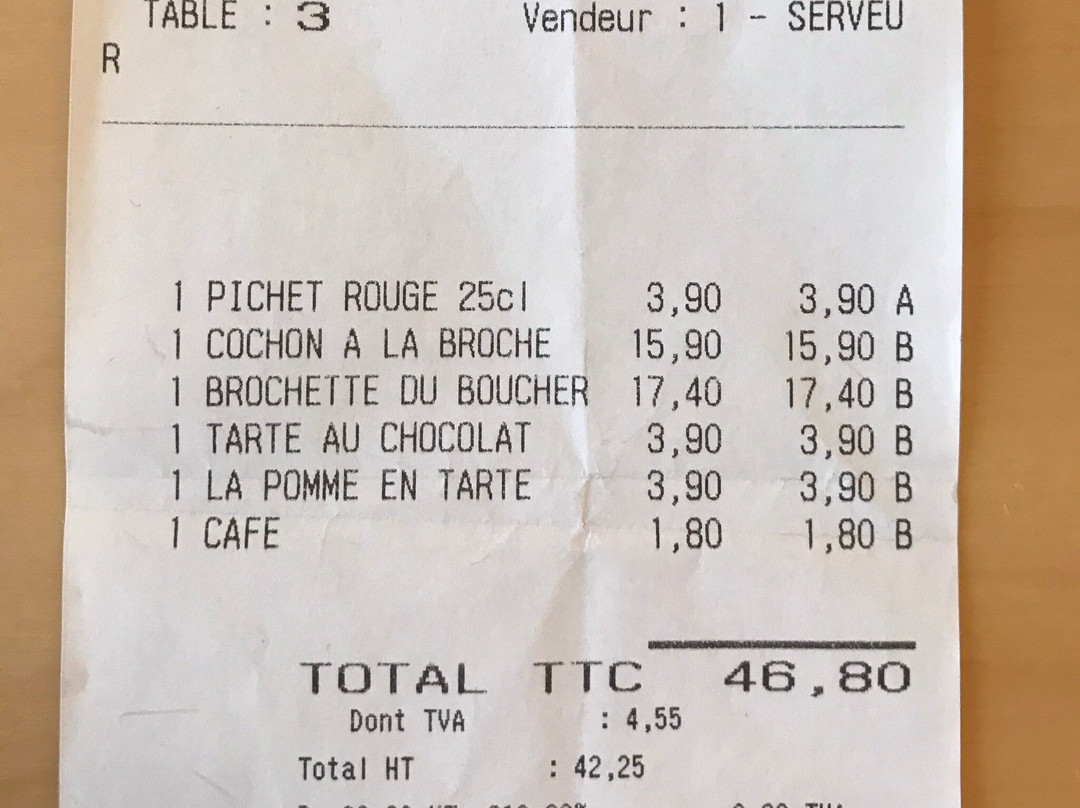 TABLE : 3 Vendeur : 1 - SERVEU
R
1 PICHET ROUGE 25cl 3,90 3,90 A
1 COCHON A LA BROCHE 15,90 15,90 B
1 BROCHETTE DU BOUCHER 17,40 17,40 B
1 TARTE AU CHOCOLAT 3,90 3,90 B
1 LA POMME EN TARTE 3,90 3,90 B
1 CAFE 1,80 1,80 B
TOTAL TTC 46,80
Dont TVA : 4,55
Total HT : 42,25